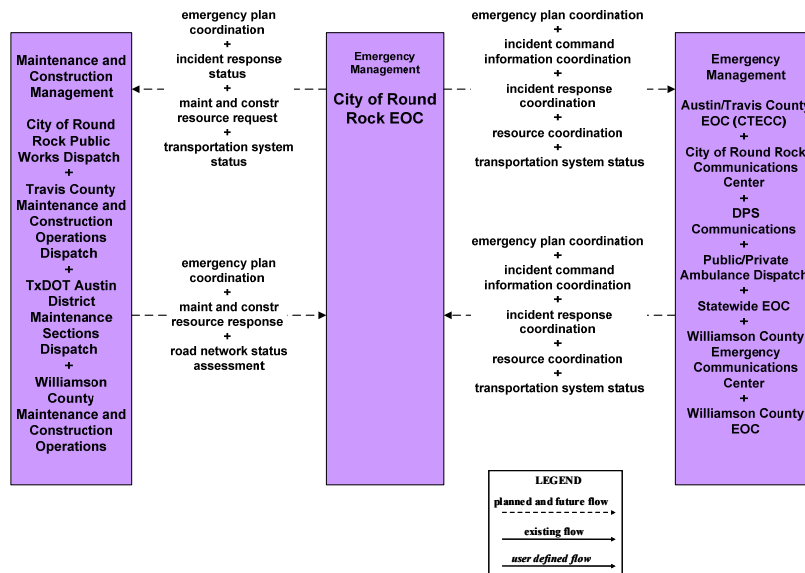 Maintenance and
Construction
Management
City of Round
Rock Public
Works Dispatch
+
Travis County
Maintenance and
Construction
Operations
Dispatch
+
TxDOT Austin
District
Maintenance
Sections
Dispatch
+
Williamson
County
Maintenance and
Construction
Operations
emergency plan
coordination
+
incident response
status
+
maint and constr
resource request
+
transportation system
status
emergency plan
coordination
+
maint and constr
resource response
+
road network status
assessment
Emergency
Management
City of Round
Rock EOC
emergency plan coordination
+
incident command
information coordination
+
incident response
coordination
+
resource coordination
+
transportation system status
emergency plan coordination
+
incident command
information coordination
+
incident response
coordination
+
resource coordination
+
transportation system status
Emergency
Management
Austin/Travis County
EOC (CTECC)
+
City of Round Rock
Communications
Center
+
DPS
Communications
+
Public/Private
Ambulance Dispatch
+
Statewide EOC
+
Williamson County
Emergency
Communications
Center
+
Williamson County
EOC
LEGEND
planned and future flow
existing flow
user defined flow